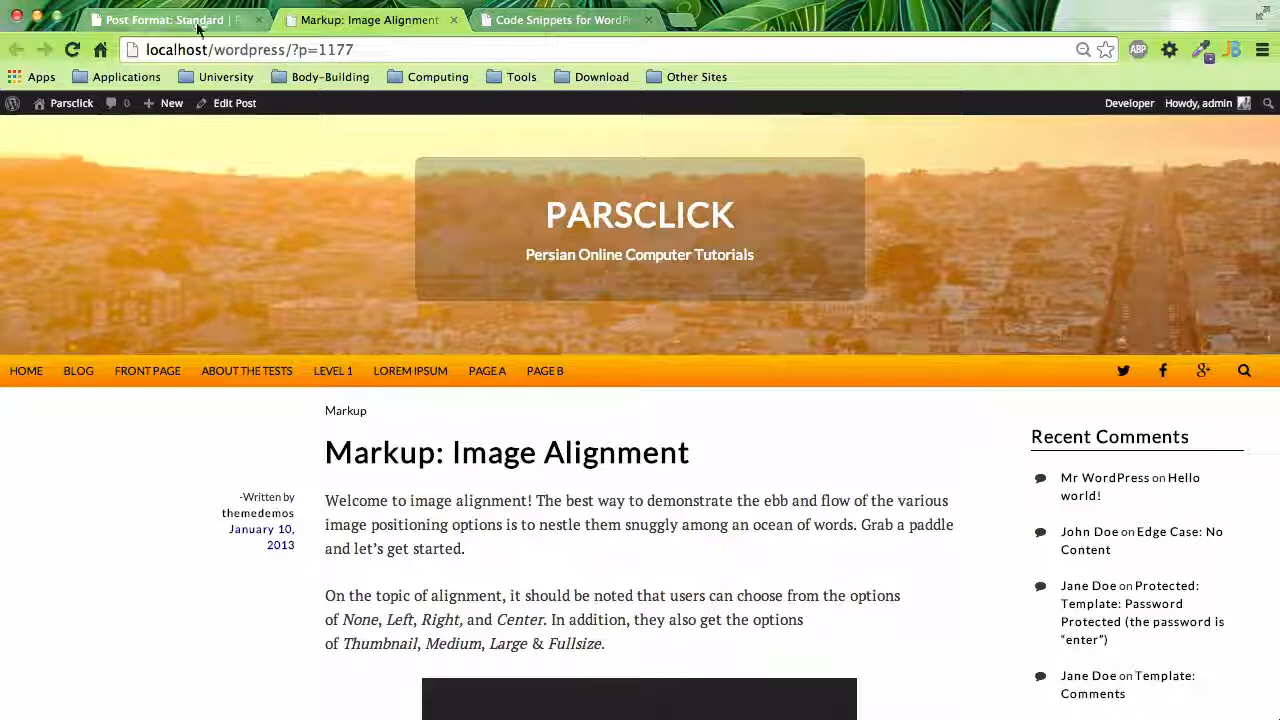 Post Format: Standard |
Markup: Image Alignment
Code Snippets for WordPr
localhost/wordpress/?p=1177
ABP
JB
Apps
Applications
University
Body-Building
Computing
Tools
Download
Other Sites
Parsclick
0
New
Edit Post
Developer
Howdy, admin
PARSCLICK
Persian Online Computer Tutorials
HOME
BLOG
FRONT PAGE
ABOUT THE TESTS
LEVEL 1
LOREM IPSUM
PAGE A
PAGE B
Markup
Markup: Image Alignment
-Written by
themedemos
January 10,
2013
Welcome to image alignment! The best way to demonstrate the ebb and flow of the various
image positioning options is to nestle them snuggly among an ocean of words. Grab a paddle
and let’s get started.
On the topic of alignment, it should be noted that users can choose from the options
of None, Left, Right, and Center. In addition, they also get the options
of Thumbnail, Medium, Large & Fullsize.
Recent Comments
Mr WordPress on Hello
world!
John Doe on Edge Case: No
Content
Jane Doe on Protected:
Template: Password
Protected (the password is
“enter”)
Jane Doe on Template:
Comments